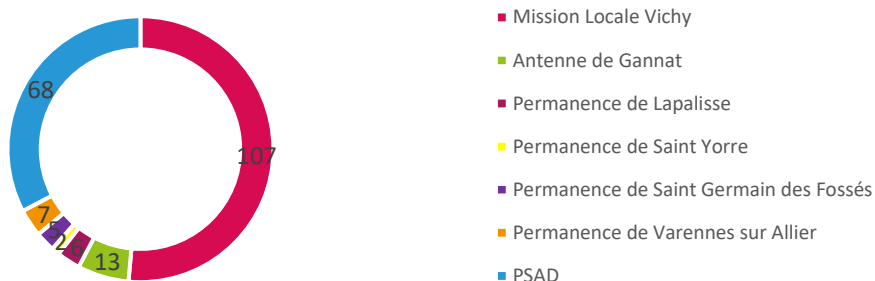 Mission Locale Vichy
Antenne de Gannat
Permanence de Lapalisse
Permanence de Saint Yorre
Permanence de Saint Germain des Fossés
Permanence de Varennes sur Allier
PSAD
107
13
6
2
5
7
68